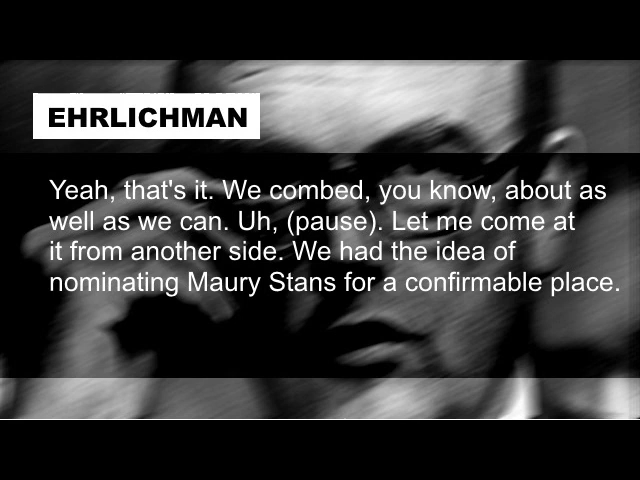 EHRLICHMAN
Yeah, that's it. We combed, you know, about as
well as we can. Uh, (pause). Let me come at
it from another side. We had the idea of
nominating Maury Stans for a confirmable place.